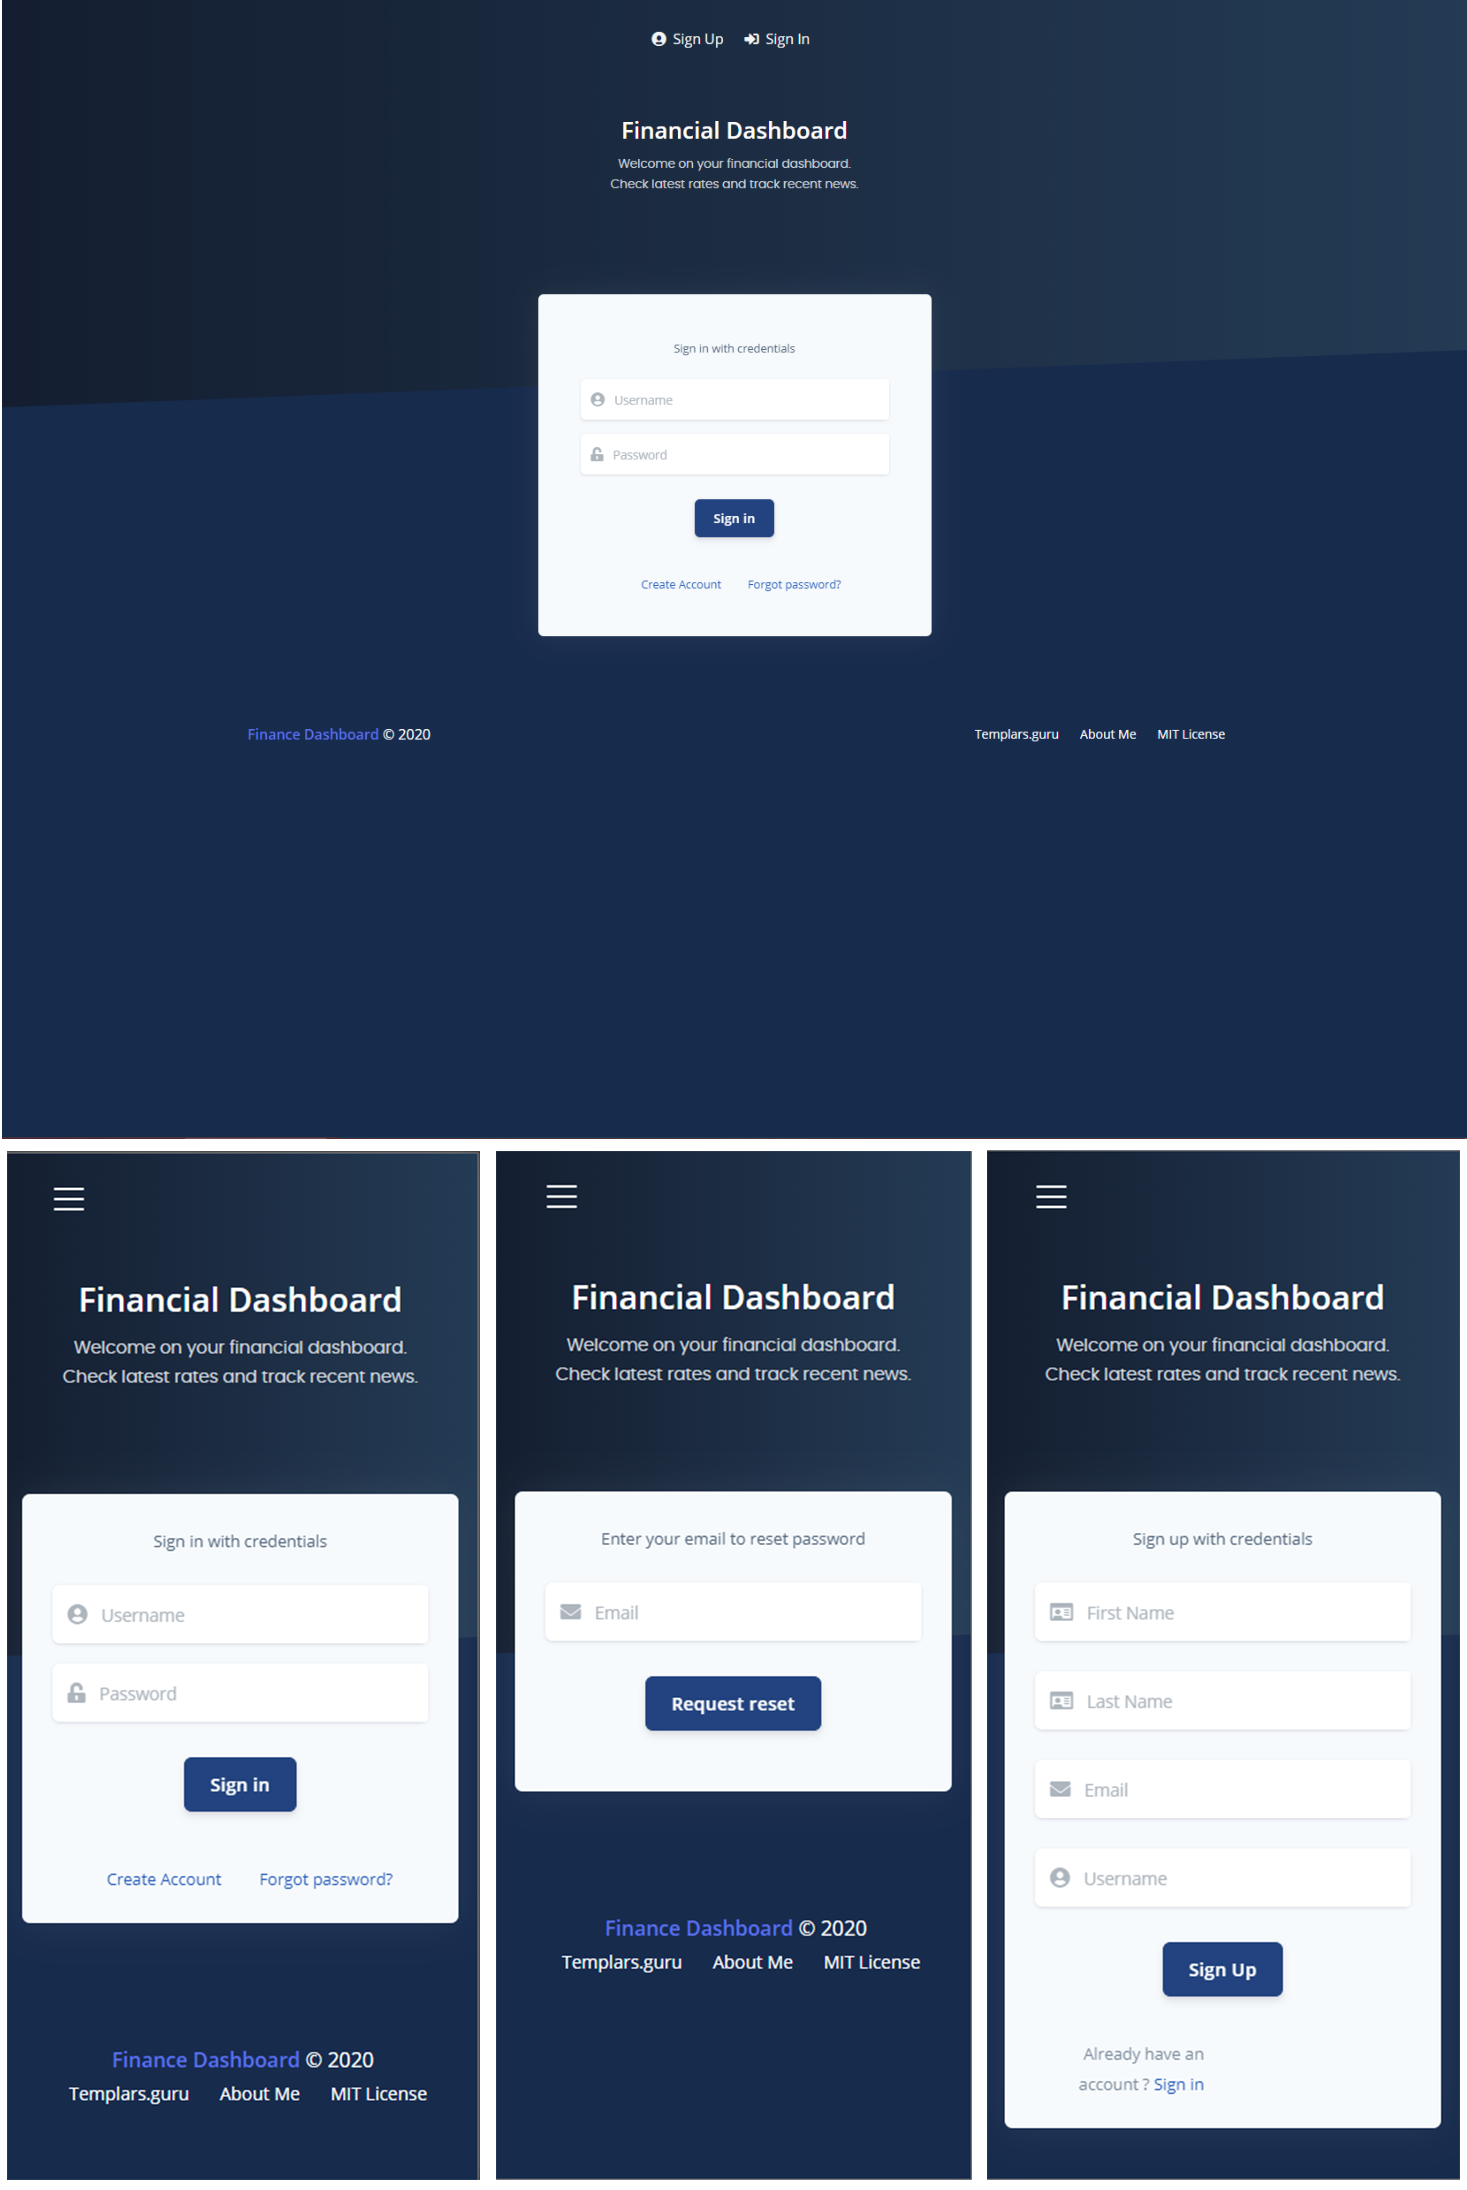 Sign Up Sign In
Financial Dashboard
Welcome on your financial dashboard.
Check latest rates and track recent news.
Sign in with credentials
Username
Password
Sign in
Create Account Forgot password?
Finance Dashboard © 2020
Templars.guru About Me MIT License
Financial Dashboard
Welcome on your financial dashboard.
Check latest rates and track recent news.
Sign in with credentials
Username
Password
Sign in
Create Account Forgot password?
Finance Dashboard © 2020
Templars.guru About Me MIT License
Financial Dashboard
Welcome on your financial dashboard.
Check latest rates and track recent news.
Enter your email to reset password
Email
Request reset
Finance Dashboard © 2020
Templars.guru About Me MIT License
Financial Dashboard
Welcome on your financial dashboard.
Check latest rates and track recent news.
Sign up with credentials
First Name
Last Name
Email
Username
Sign Up
Already have an
account ? Sign in